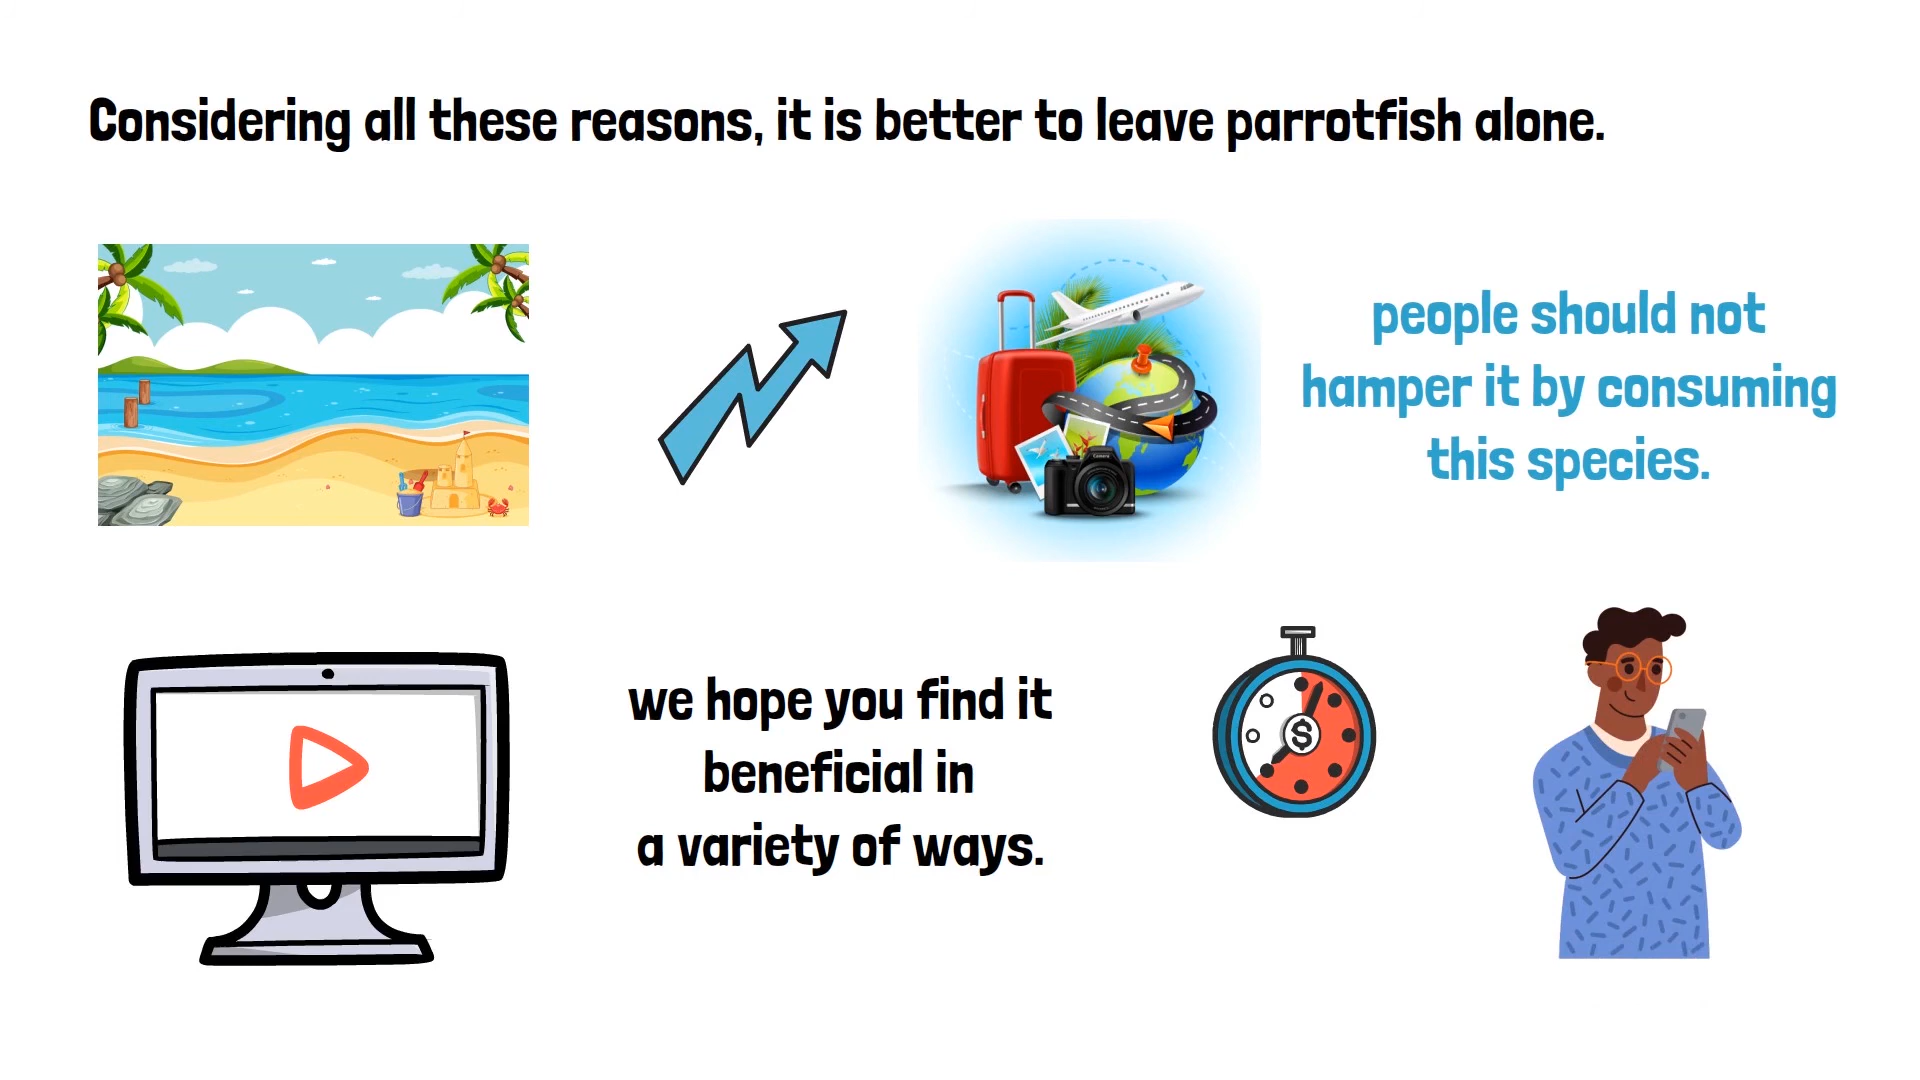 Considering all these reasons, it is better to leave parrotfish alone.
people should not
hamper it by consuming
this species.
we hope you find it
beneficial in
a variety of ways.
$